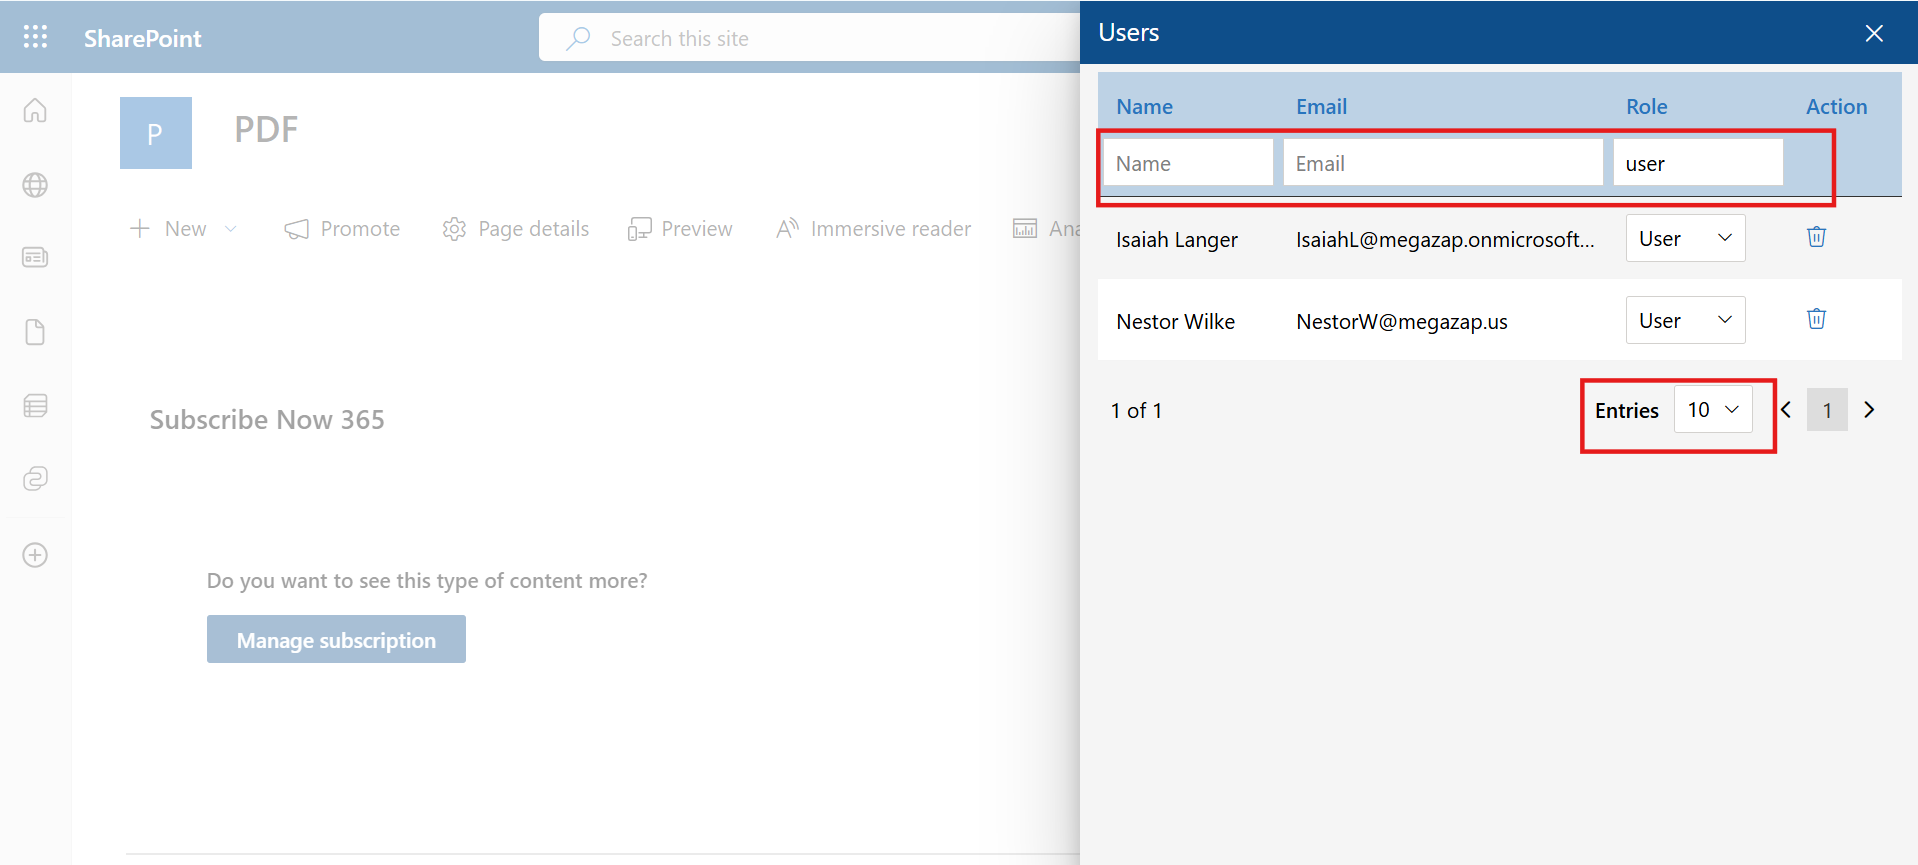 SharePoint
Search this site
P
PDF
New
Promote
Page details
Preview
Immersive reader
Ana
Subscribe Now 365
Do you want to see this type of content more?
Manage subscription
Users
Name Email Role Action
Name Email user
Isaiah Langer IsaiahL@megazap.onmicrosoft... User
Nestor Wilke NestorW@megazap.us User
1 of 1 Entries 10 1